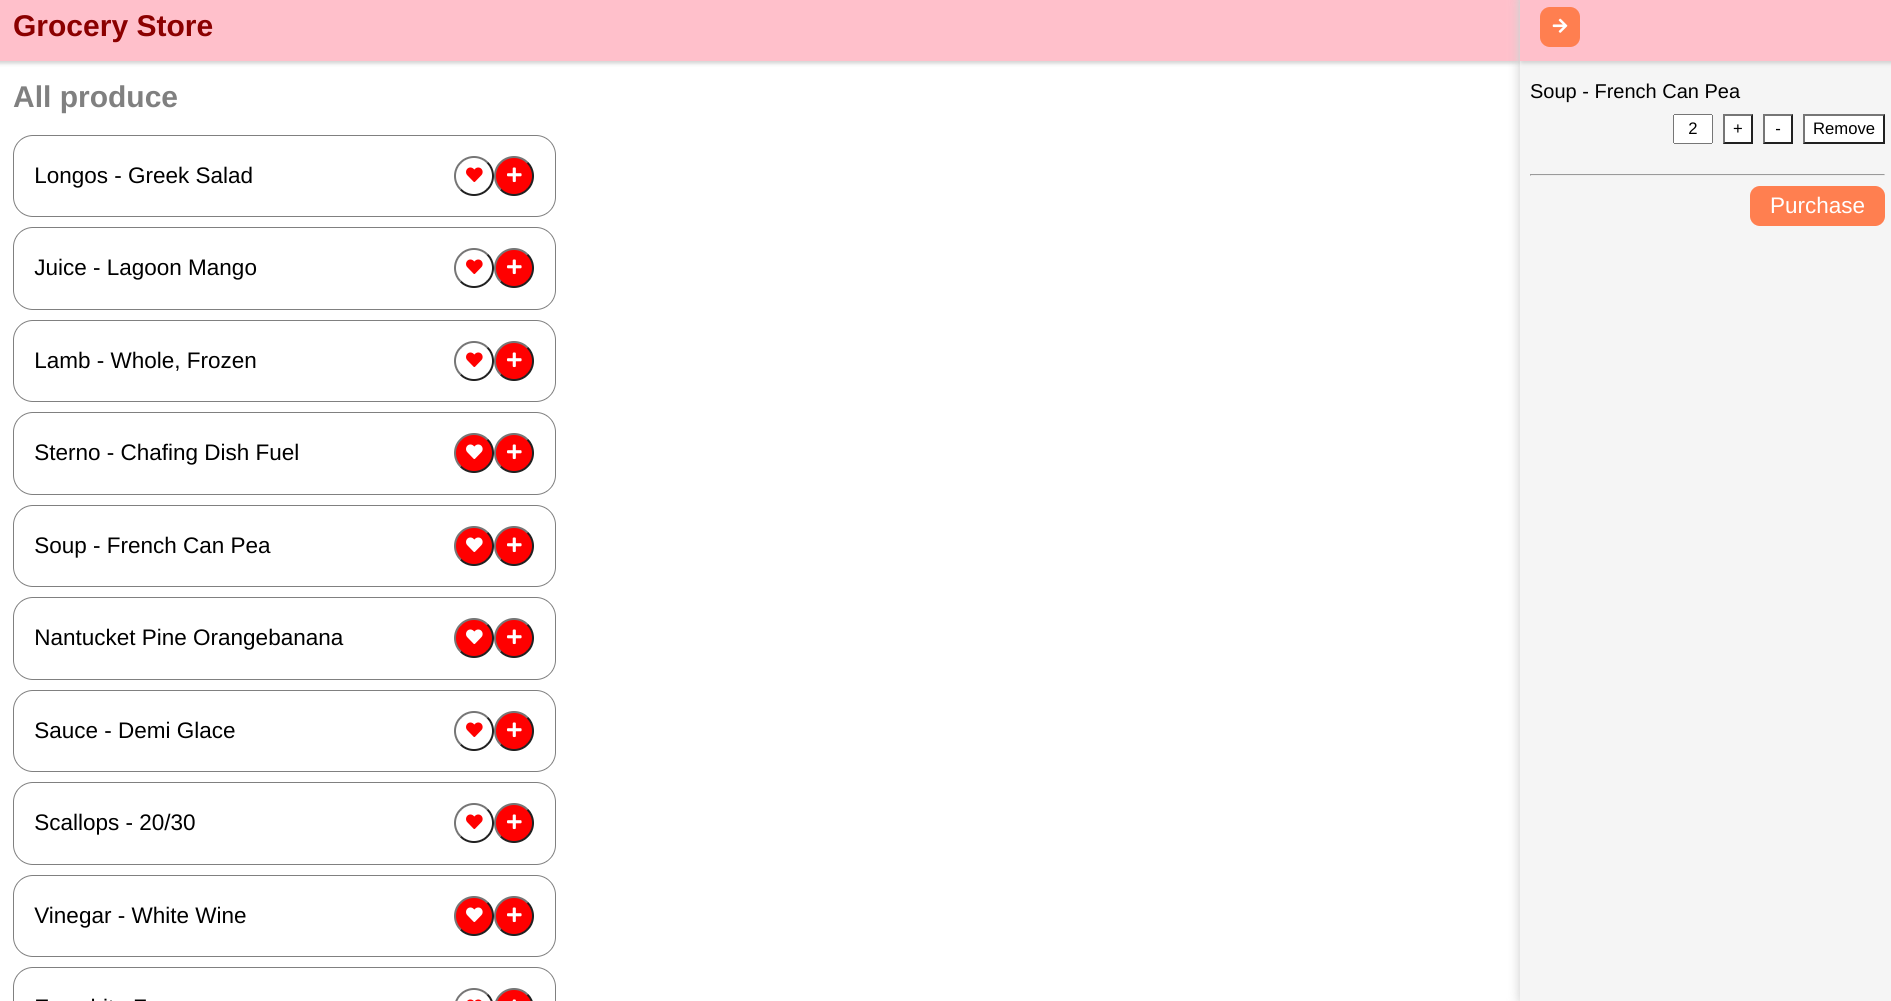 Grocery Store
All produce
Longos - Greek Salad
Juice - Lagoon Mango
Lamb - Whole, Frozen
Sterno - Chafing Dish Fuel
Soup - French Can Pea
Nantucket Pine Orangebanana
Sauce - Demi Glace
Scallops - 20/30
Vinegar - White Wine
Soup - French Can Pea
2 + - Remove
Purchase